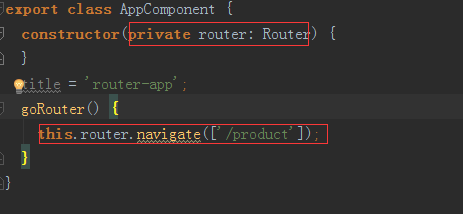 export class AppComponent {
constructor(private router: Router) {
}
title = 'router-app';
goRouter() {
this.router.navigate(['/product']);
}
}